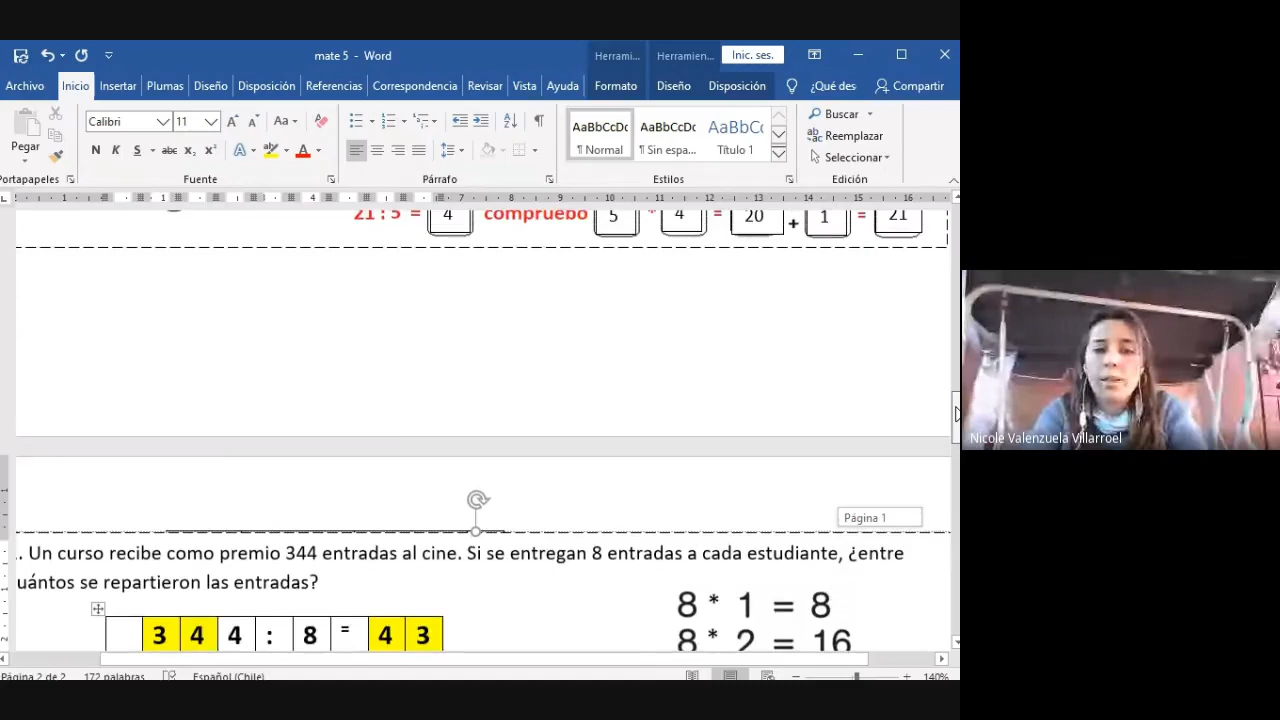 mate 5 - Word
Herrami...
Herramien...
Inic. ses.
Archivo
Inicio
Insertar
Plumas
Diseño
Disposición
Referencias
Correspondencia
Revisar
Vista
Ayuda
Formato
Diseño
Disposición
¿Qué des
Compartir
Pegar
Calibri
11
Aa
N K S abc x₂ x²
A
AaBbCcDc
¶ Normal
AaBbCcDc
¶ Sin espa...
AaBbC
Título 1
Buscar
Reemplazar
Seleccionar
Portapapeles
Fuente
Párrafo
Estilos
Edición
21 : 5 = 4 compruebo 5 * 4 = 20 + 1 = 21
Página 1
. Un curso recibe como premio 344 entradas al cine. Si se entregan 8 entradas a cada estudiante, ¿entre
uántos se repartieron las entradas?
3 4 4 : 8 = 4 3
8 * 1 = 8
8 * 2 = 16
Página 2 de 2
172 palabras
Español (Chile)
140%
Nicole Valenzuela Villarroel